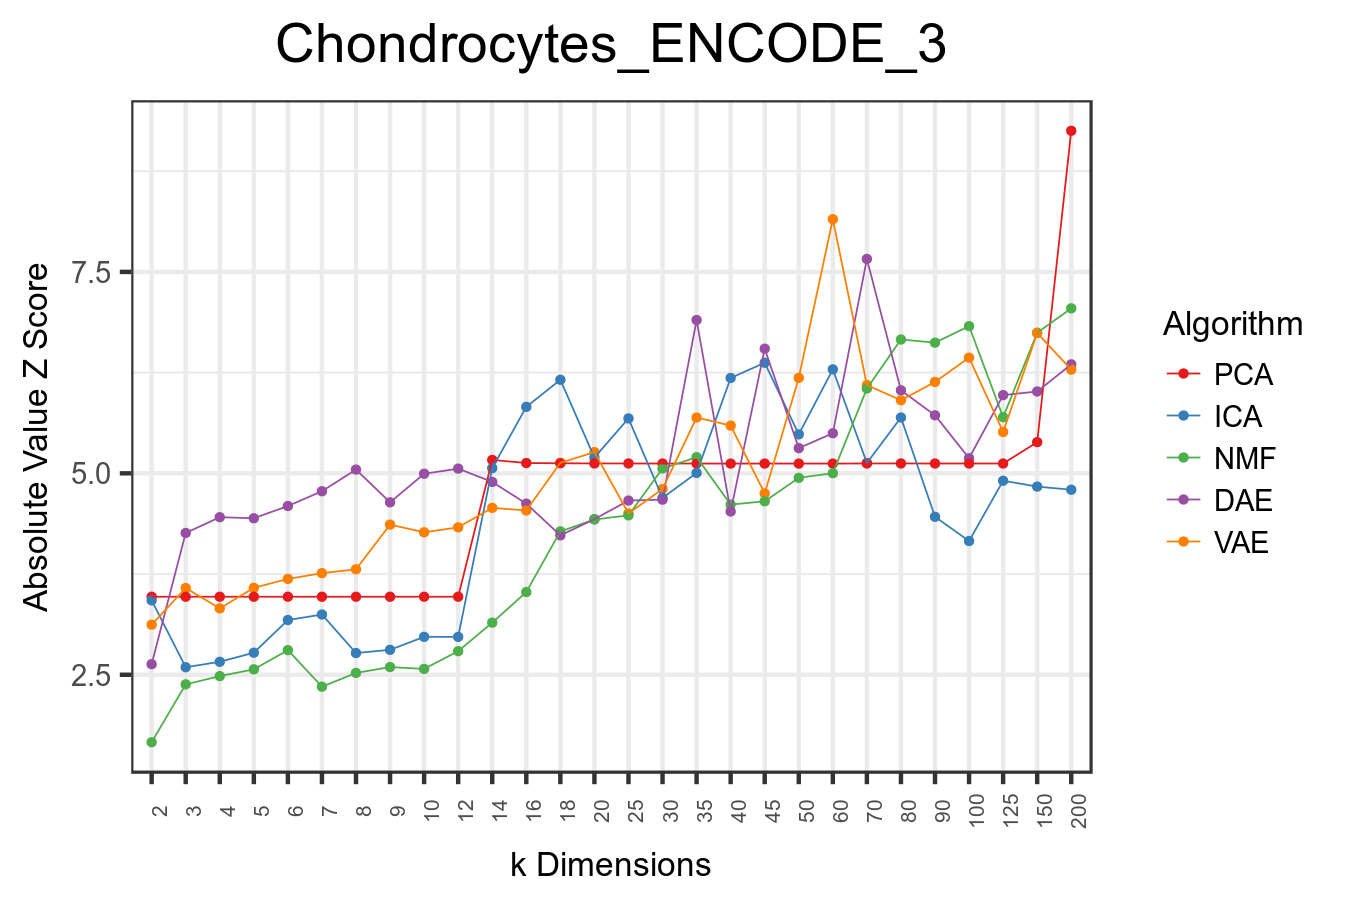 Chondrocytes_ENCODE_3
Absolute Value Z Score
7.5
5.0
2.5
2 3 4 5 6 7 8 9 10 12 14 16 18 20 25 30 35 40 45 50 60 70 80 90 100 125 150 200
k Dimensions
Algorithm
PCA
ICA
NMF
DAE
VAE